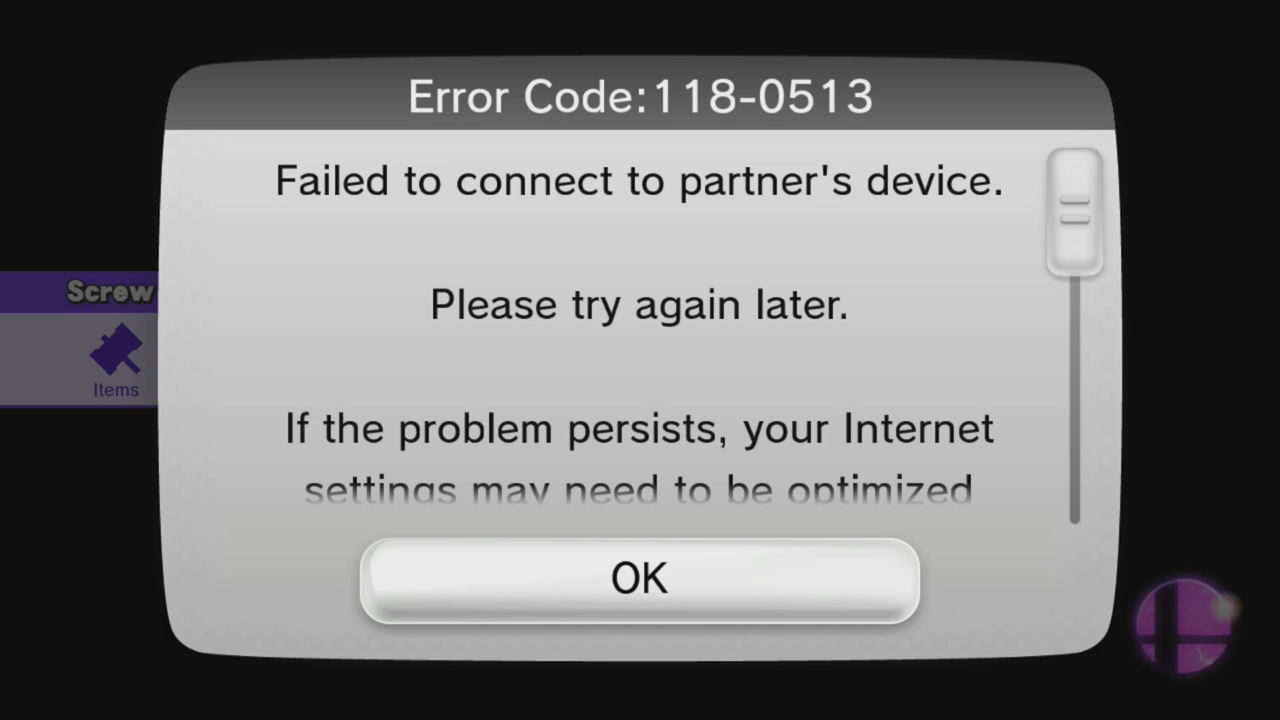 Error Code:118-0513
Failed to connect to partner's device.
Please try again later.
If the problem persists, your Internet
settings may need to be optimized
OK
Screw
Items